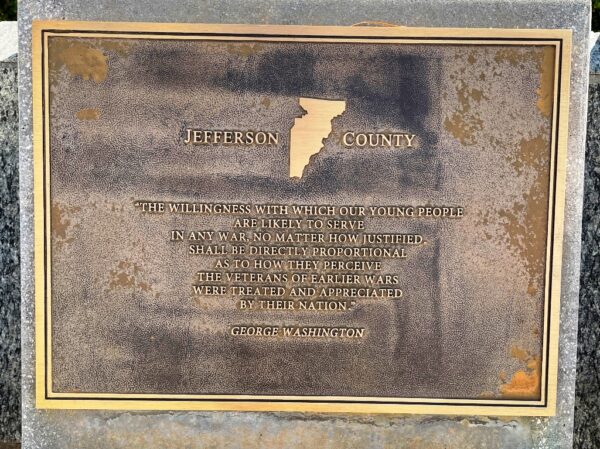 JEFFERSON COUNTY
"THE WILLINGNESS WITH WHICH OUR YOUNG PEOPLE
ARE LIKELY TO SERVE
IN ANY WAR, NO MATTER HOW JUSTIFIED,
SHALL BE DIRECTLY PROPORTIONAL
AS TO HOW THEY PERCEIVE
THE VETERANS OF EARLIER WARS
WERE TREATED AND APPRECIATED
BY THEIR NATION."
GEORGE WASHINGTON